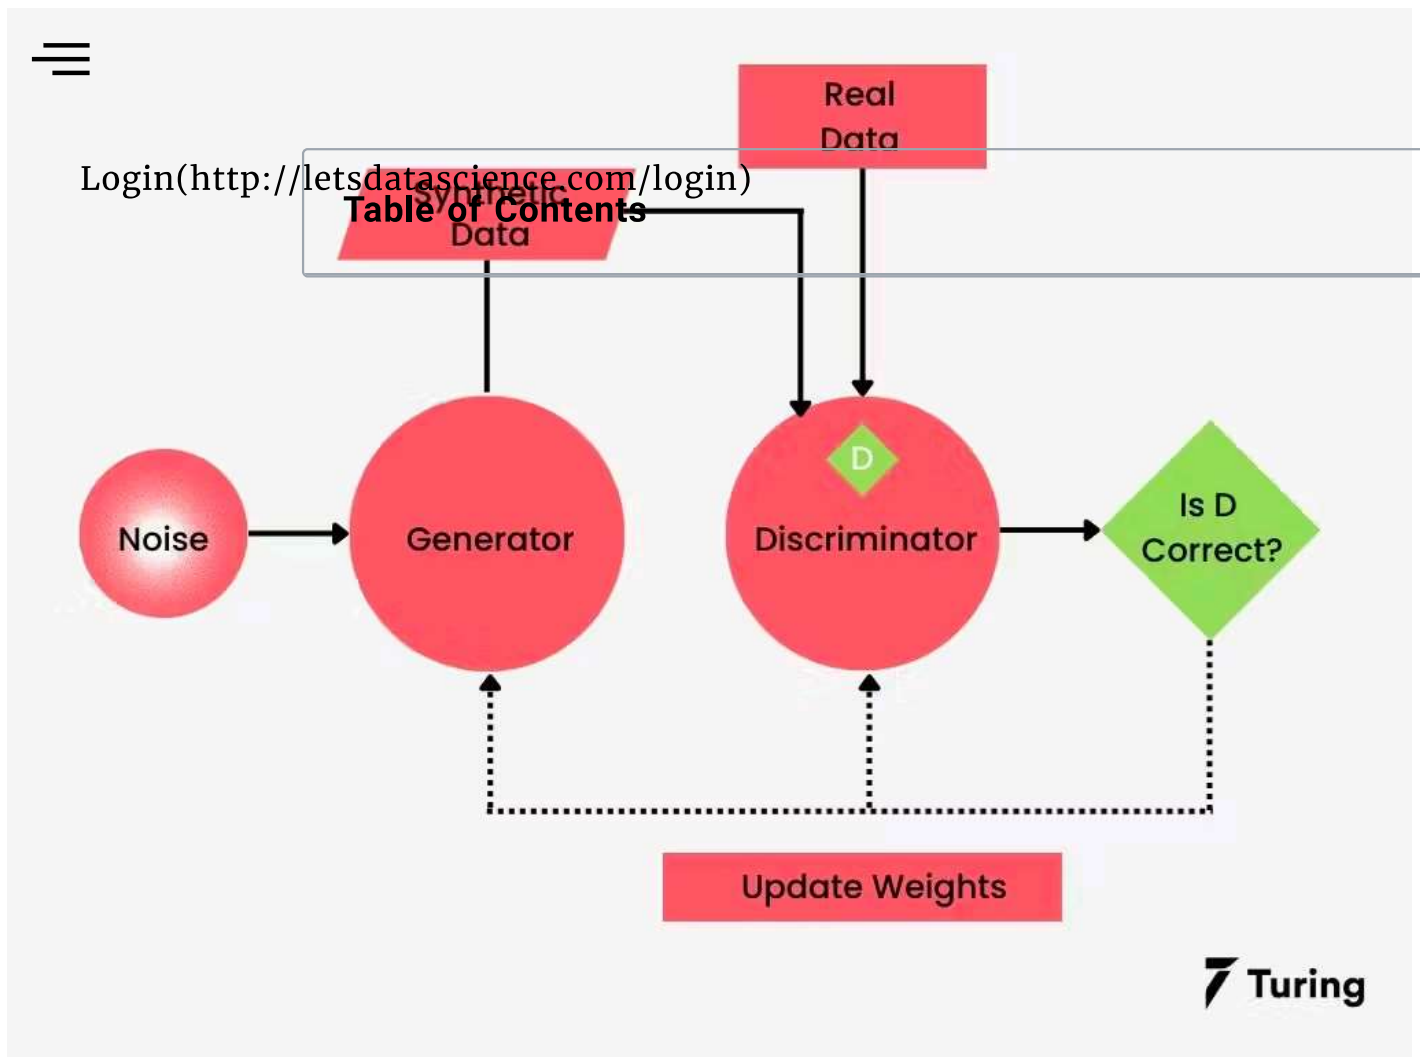 Real
Data
Login(http://letsdatascience.com/login)
Synthetic
Table of Contents
Data
D
Is D
Correct?
Noise
Generator
Discriminator
Update Weights
Turing